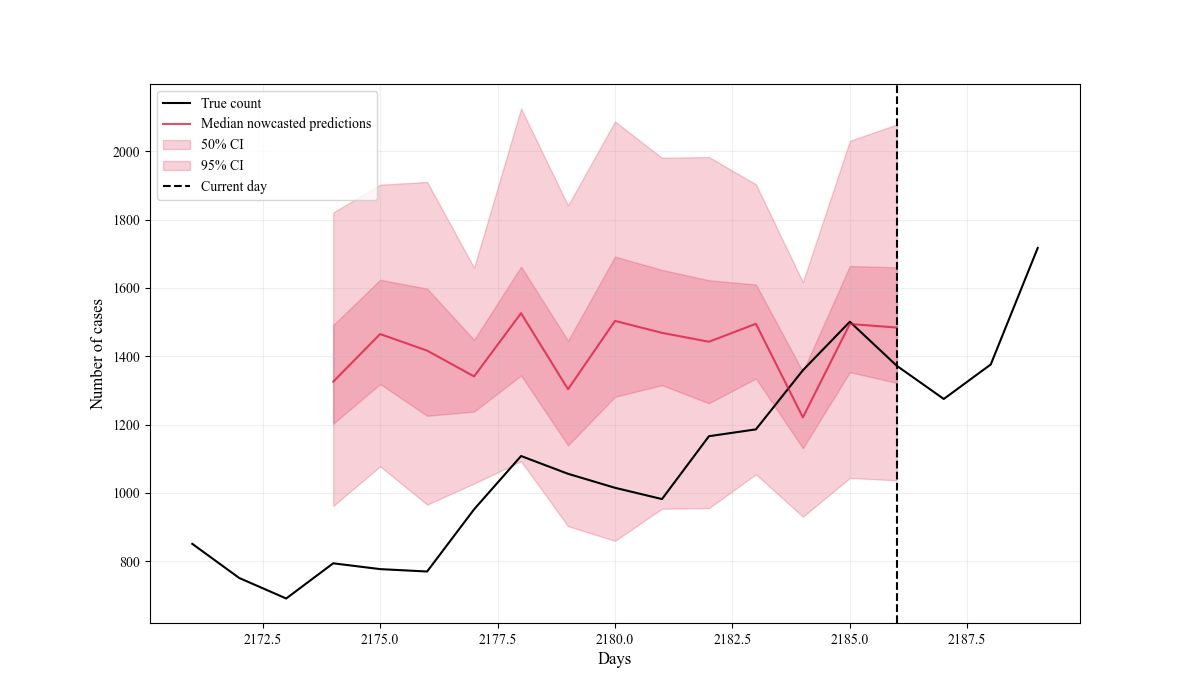 True count
Median nowcasted predictions
50% CI
95% CI
Current day
2000
1800
1600
1400
1200
1000
800
Number of cases
2172.5 2175.0 2177.5 2180.0 2182.5 2185.0 2187.5
Days